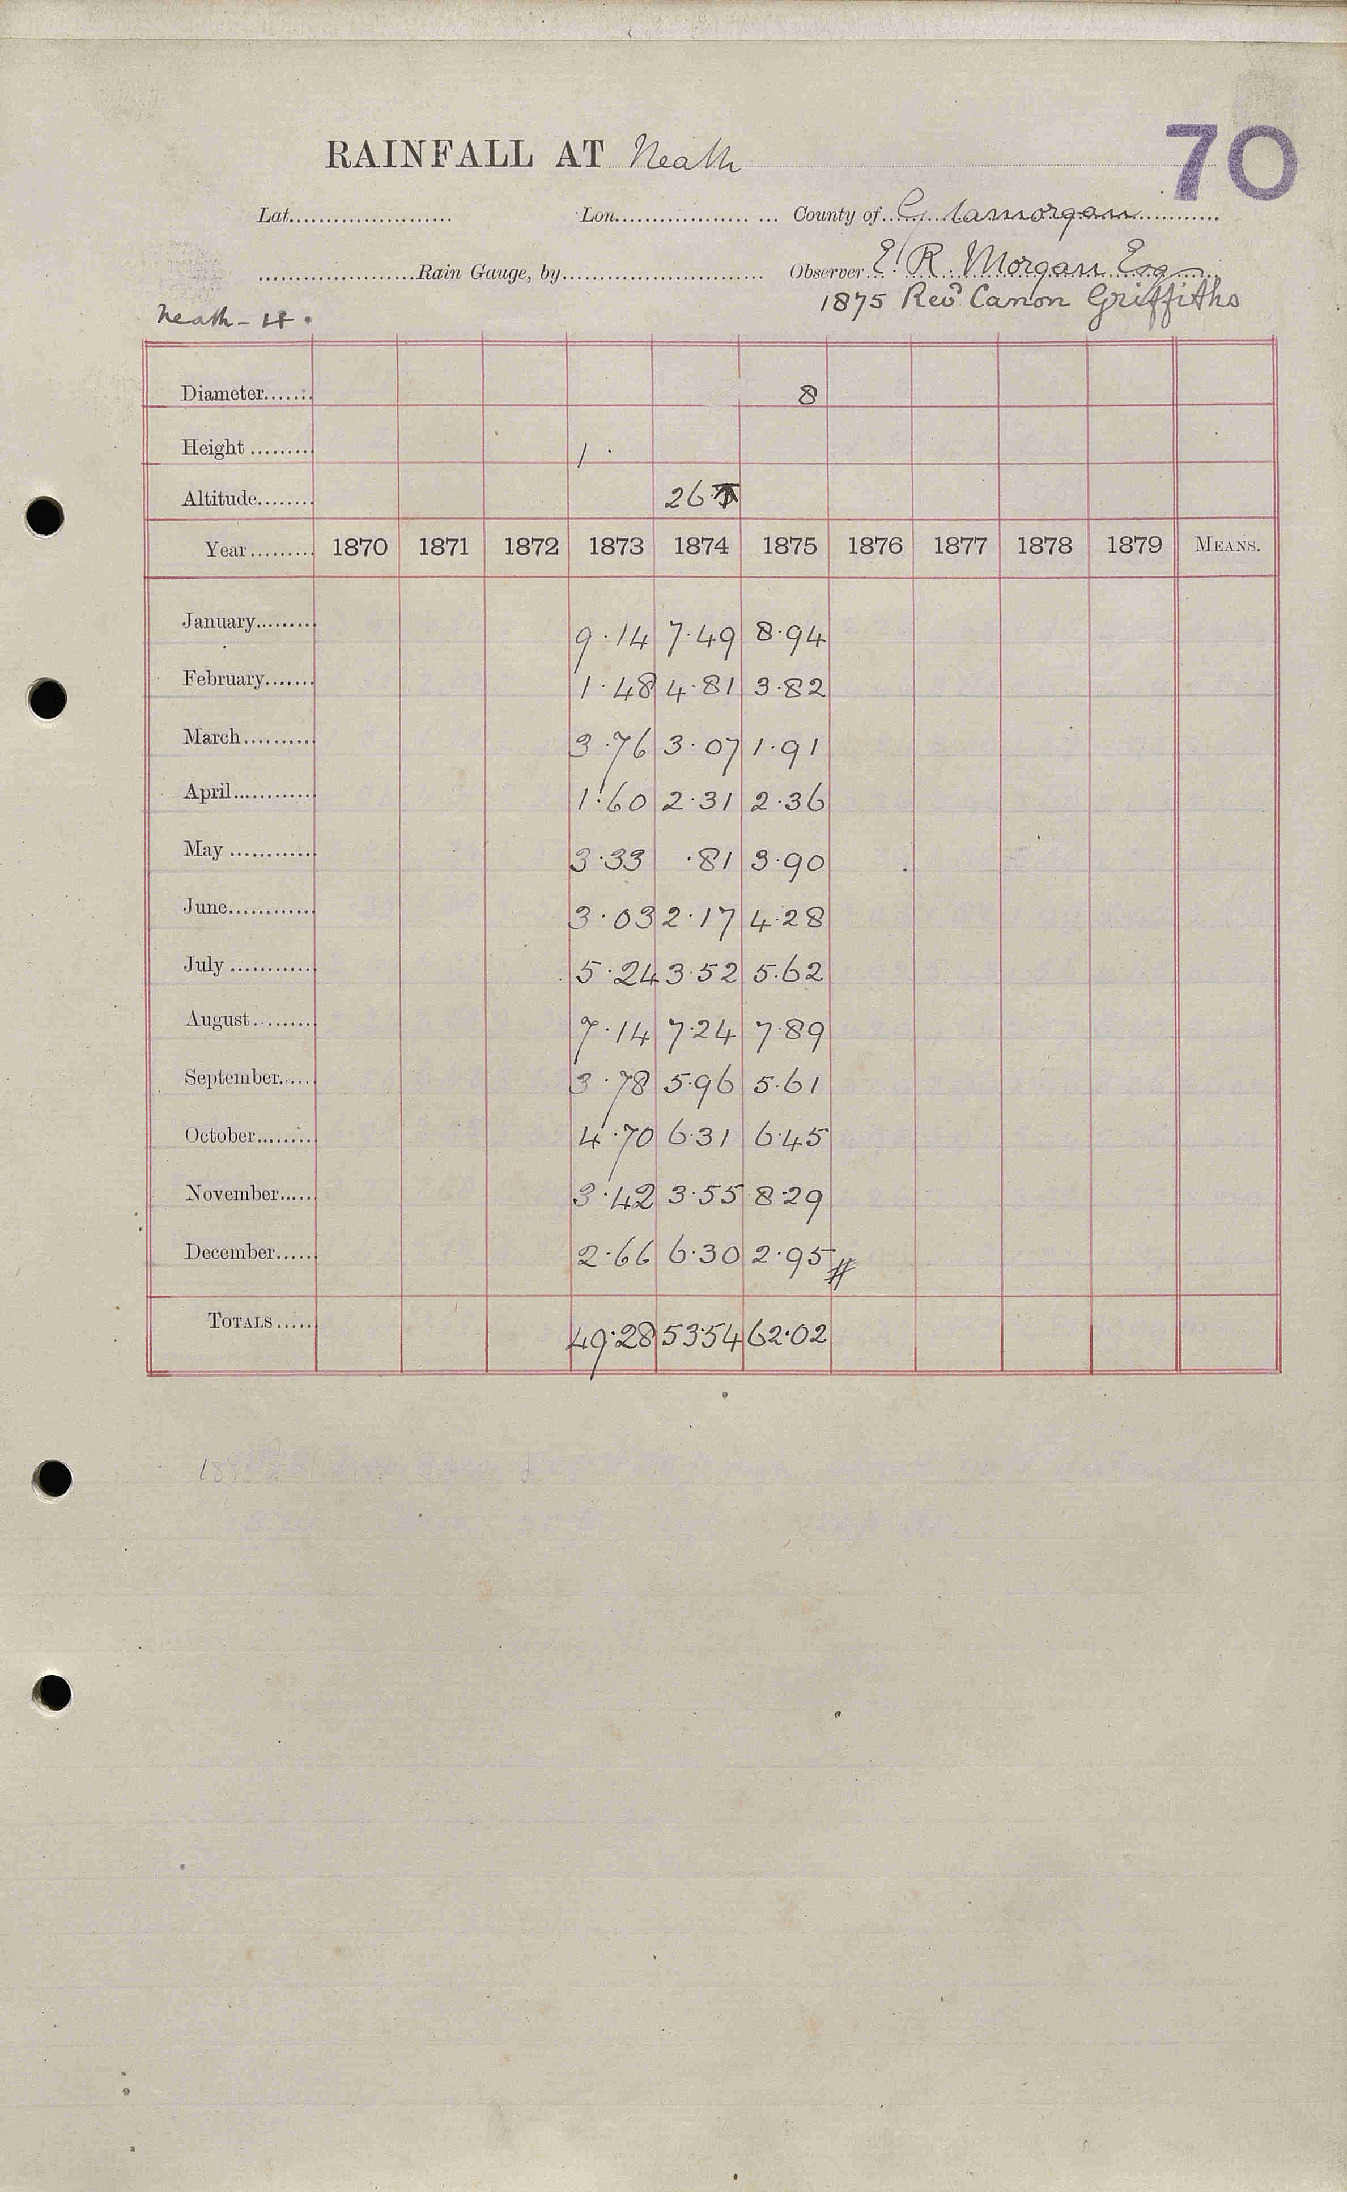 70
RAINFALL AT Neath
Lat. Lon. County of Glamorgan
Rain Gauge, by Observer E. R. Morgan Esq
1875 Revd Canon Griffiths
Neath -
Diameter 8
Height 1
Altitude 26
Year 1870 1871 1872 1873 1874 1875 1876 1877 1878 1879 MEANS.
January 9.14 7.49 8.94
February 1.48 4.81 3.82
March 3.76 3.07 1.91
April 1.60 2.31 2.36
May 3.33 .81 3.90
June 3.03 2.17 4.28
July 5.24 3.52 5.62
August 7.14 7.24 7.89
September 3.78 5.96 5.61
October 4.70 6.31 6.45
November 3.42 3.55 8.29
December 2.66 6.30 2.95
TOTALS 49.28 53.54 62.02